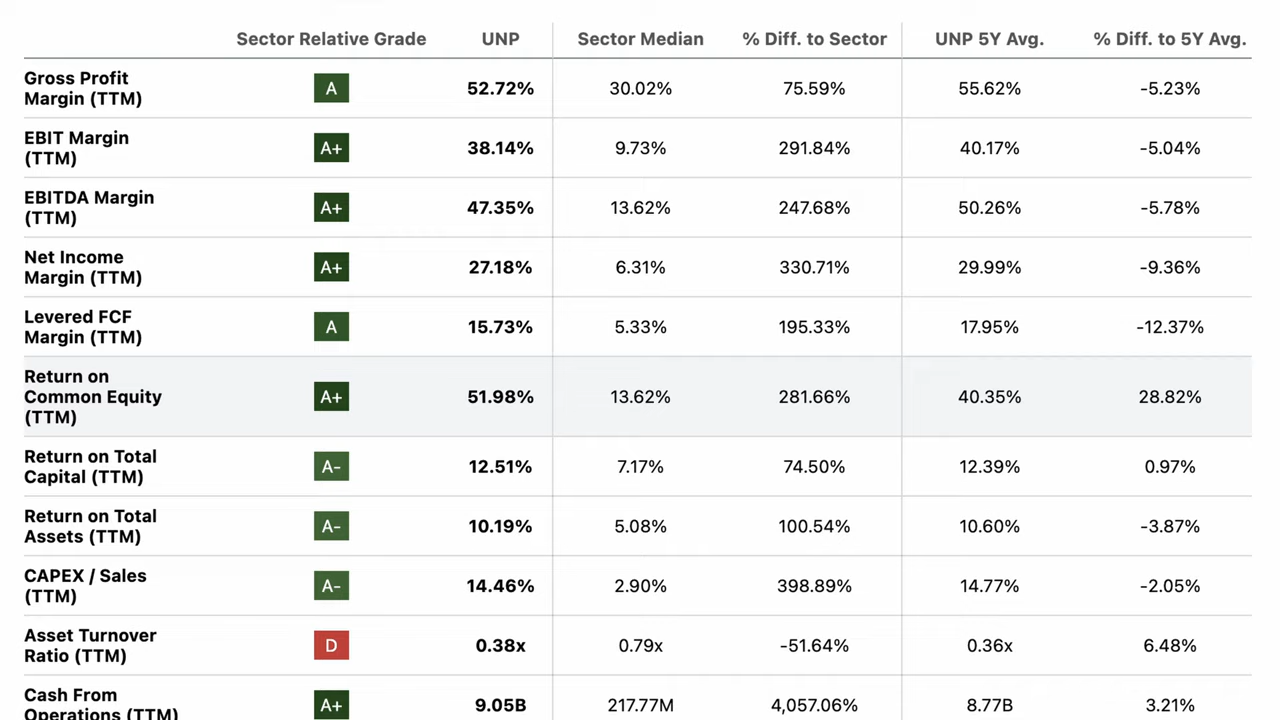 Sector Relative Grade UNP Sector Median % Diff. to Sector UNP 5Y Avg. % Diff. to 5Y Avg.
Gross Profit
Margin (TTM) A 52.72% 30.02% 75.59% 55.62% -5.23%
EBIT Margin
(TTM) A+ 38.14% 9.73% 291.84% 40.17% -5.04%
EBITDA Margin
(TTM) A+ 47.35% 13.62% 247.68% 50.26% -5.78%
Net Income
Margin (TTM) A+ 27.18% 6.31% 330.71% 29.99% -9.36%
Levered FCF
Margin (TTM) A 15.73% 5.33% 195.33% 17.95% -12.37%
Return on
Common Equity A+ 51.98% 13.62% 281.66% 40.35% 28.82%
(TTM)
Return on Total
Capital (TTM) A- 12.51% 7.17% 74.50% 12.39% 0.97%
Return on Total
Assets (TTM) A- 10.19% 5.08% 100.54% 10.60% -3.87%
CAPEX / Sales
(TTM) A- 14.46% 2.90% 398.89% 14.77% -2.05%
Asset Turnover
Ratio (TTM) D 0.38x 0.79x -51.64% 0.36x 6.48%
Cash From
Operations (TTM) A+ 9.05B 217.77M 4,057.06% 8.77B 3.21%